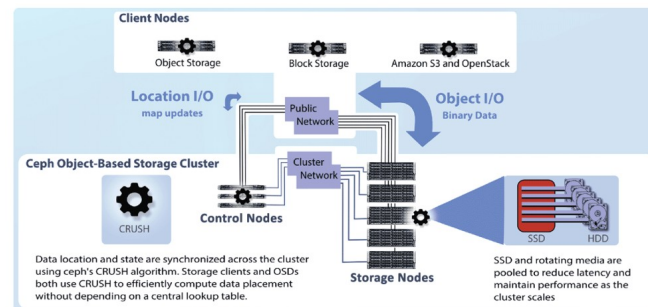 Client Nodes
Object Storage
Block Storage
Amazon S3 and OpenStack
Location I/O
map updates
Public
Network
Object I/O
Binary Data
Ceph Object-Based Storage Cluster
Cluster
Network
CRUSH
Control Nodes
SSD
HDD
Data location and state are synchronized across the cluster
using ceph's CRUSH algorithm. Storage clients and OSDs
both use CRUSH to efficiently compute data placement
without depending on a central lookup table.
Storage Nodes
SSD and rotating media are
pooled to reduce latency and
maintain performance as the
cluster scales